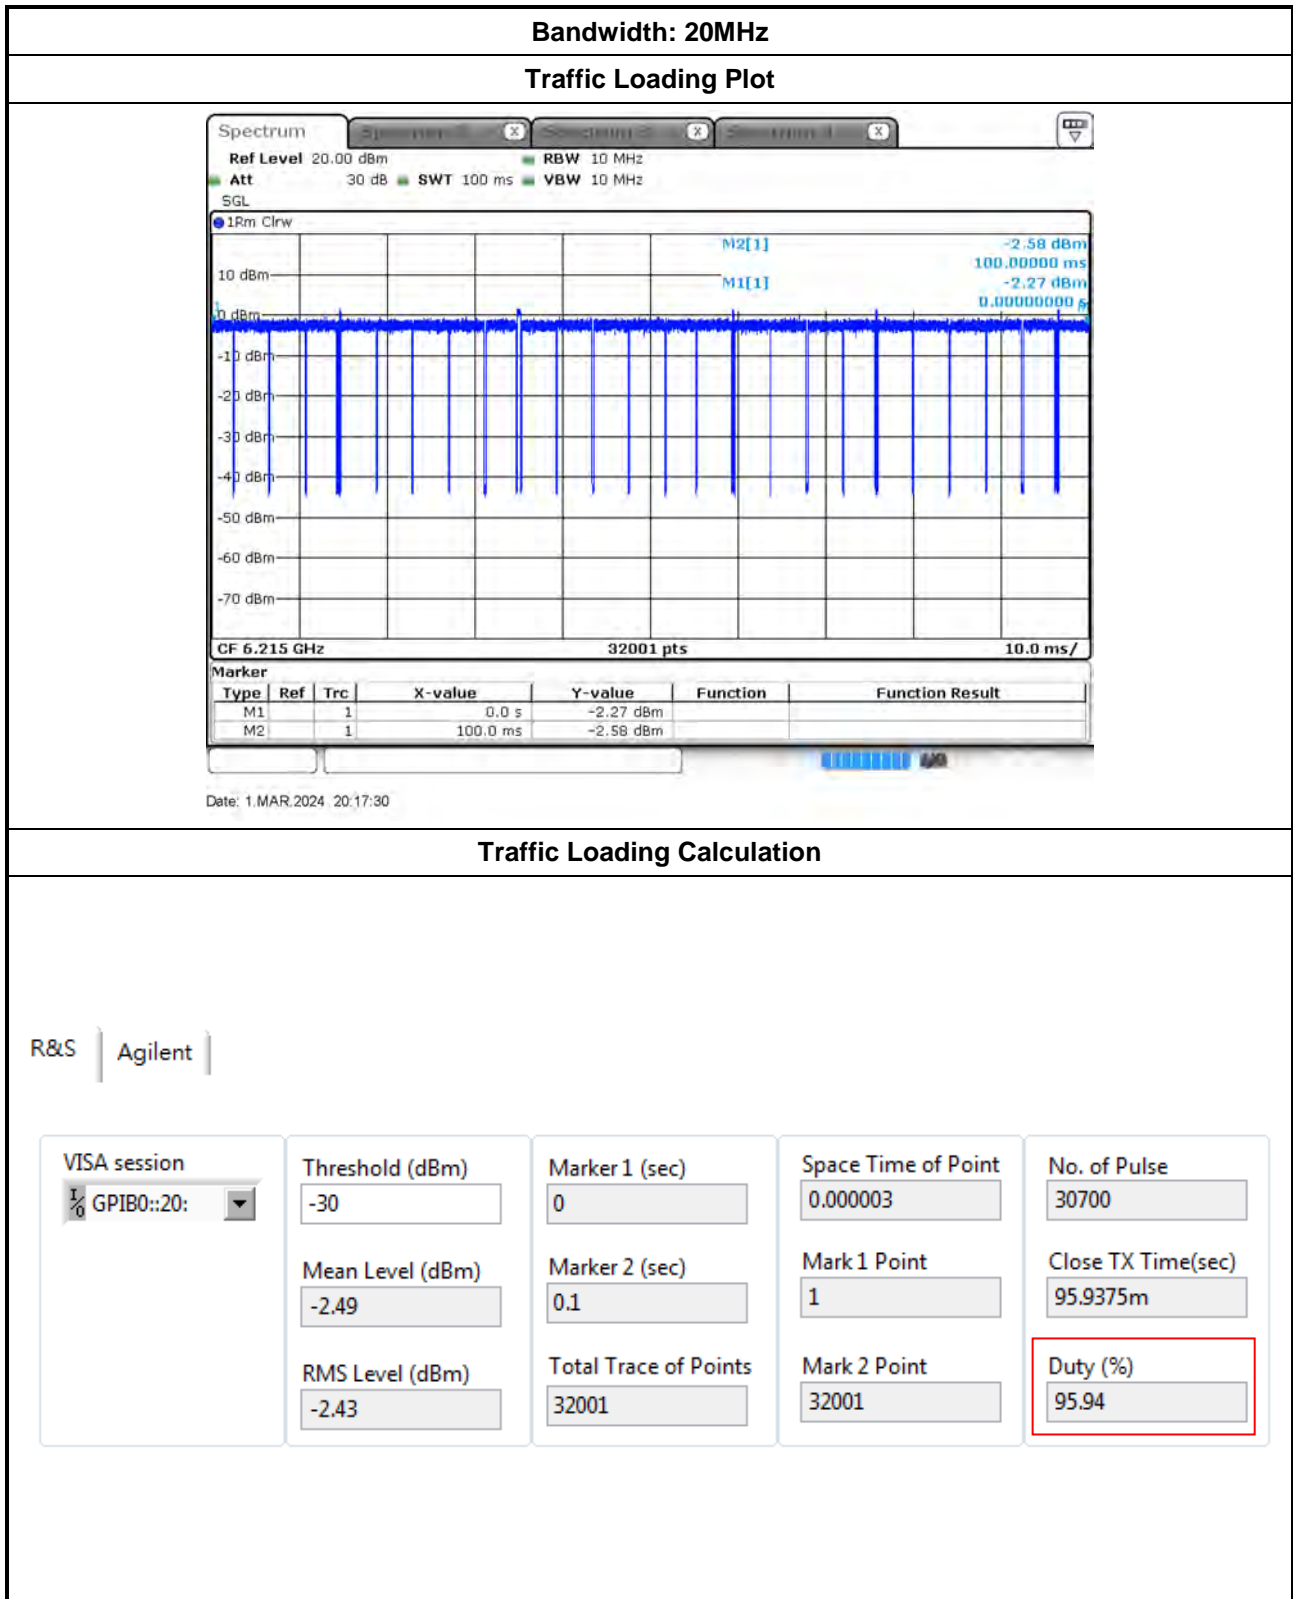 Bandwidth: 20MHz
Traffic Loading Plot
Spectrum
Ref Level 20.00 dBm RBW 10 MHz
Att 30 dB SWT 100 ms VBW 10 MHz
SGL
1Rm Clrw
M2[1] -2.58 dBm
100.00000 ms
10 dBm
M1[1] -2.27 dBm
0.00000000 s
0 dBm
-10 dBm
-20 dBm
-30 dBm
-40 dBm
-50 dBm
-60 dBm
-70 dBm
CF 6.215 GHz 32001 pts 10.0 ms/
Marker
Type Ref Trc X-value Y-value Function Function Result
M1 1 0.0 s -2.27 dBm
M2 1 100.0 ms -2.58 dBm
Date: 1.MAR.2024 20:17:30
Traffic Loading Calculation
R&S Agilent
VISA session
GPIB0::20:
Threshold (dBm)
-30
Mean Level (dBm)
-2.49
RMS Level (dBm)
-2.43
Marker 1 (sec)
0
Marker 2 (sec)
0.1
Total Trace of Points
32001
Space Time of Point
0.000003
Mark 1 Point
1
Mark 2 Point
32001
No. of Pulse
30700
Close TX Time(sec)
95.9375m
Duty (%)
95.94